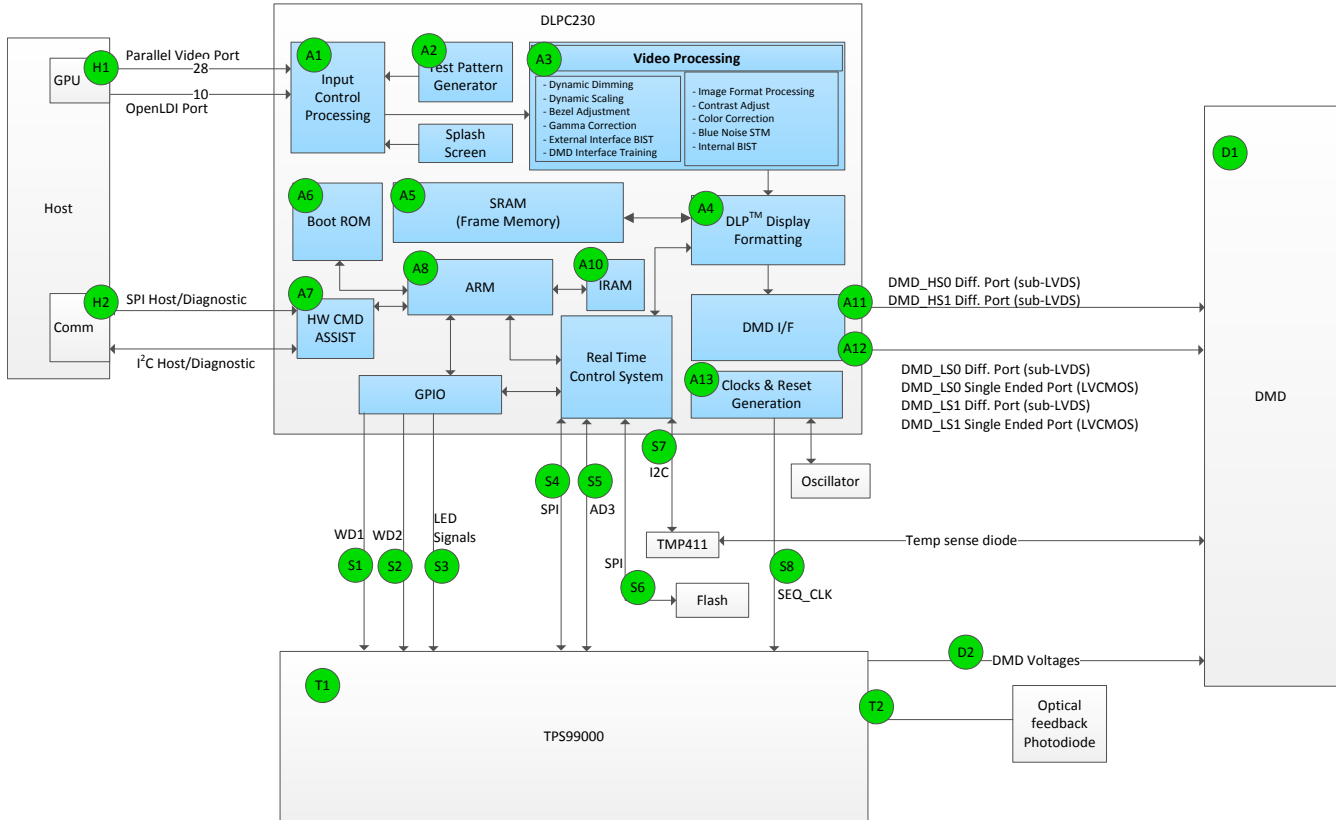 DLPC230
Host
GPU
H1
Parallel Video Port
28
10
OpenLDI Port
A1
Input
Control
Processing
A2
Test Pattern
Generator
Splash
Screen
A3
Video Processing
- Dynamic Dimming
- Dynamic Scaling
- Bezel Adjustment
- Gamma Correction
- External Interface BIST
- DMD Interface Training
- Image Format Processing
- Contrast Adjust
- Color Correction
- Blue Noise STM
- Internal BIST
A6
Boot ROM
A5
SRAM
(Frame Memory)
A4
DLP™ Display
Formatting
A8
ARM
A10
IRAM
H2
Comm
SPI Host/Diagnostic
I²C Host/Diagnostic
A7
HW CMD
ASSIST
GPIO
Real Time
Control System
DMD I/F
A11
A12
A13
Clocks & Reset
Generation
DMD_HS0 Diff. Port (sub-LVDS)
DMD_HS1 Diff. Port (sub-LVDS)
DMD_LS0 Diff. Port (sub-LVDS)
DMD_LS0 Single Ended Port (LVCMOS)
DMD_LS1 Diff. Port (sub-LVDS)
DMD_LS1 Single Ended Port (LVCMOS)
D1
DMD
WD1
S1
WD2
S2
LED
Signals
S3
S4
SPI
S5
AD3
S7
I2C
SPI
S6
Flash
TMP411
Temp sense diode
Oscillator
S8
SEQ_CLK
T1
TPS99000
D2
DMD Voltages
T2
Optical
feedback
Photodiode